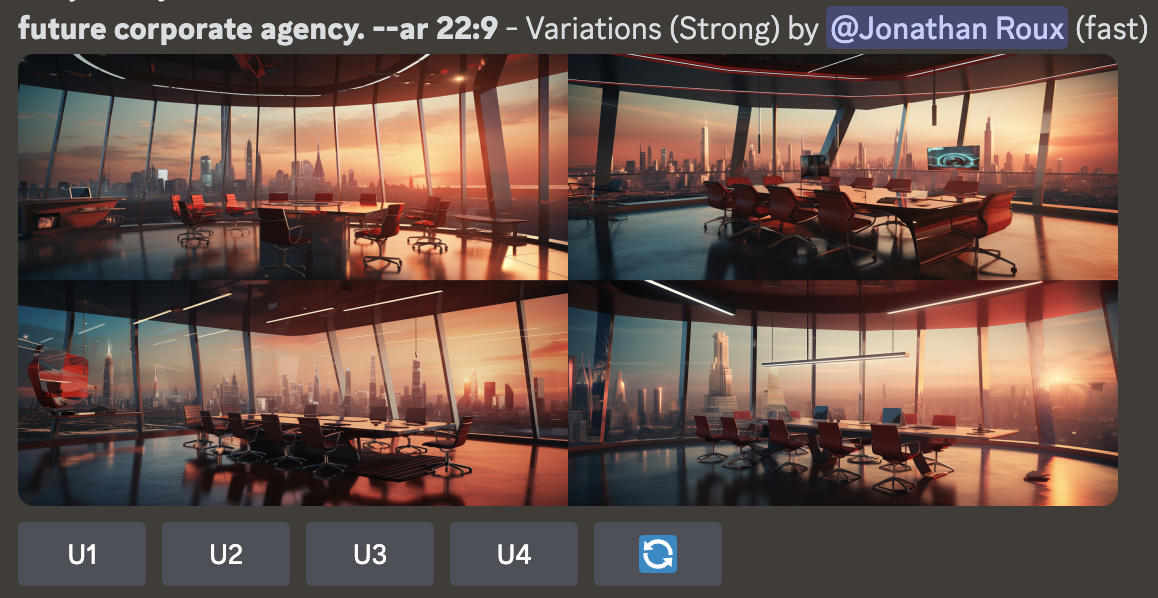 future corporate agency. --ar 22:9 - Variations (Strong) by @Jonathan Roux (fast)
U1 U2 U3 U4